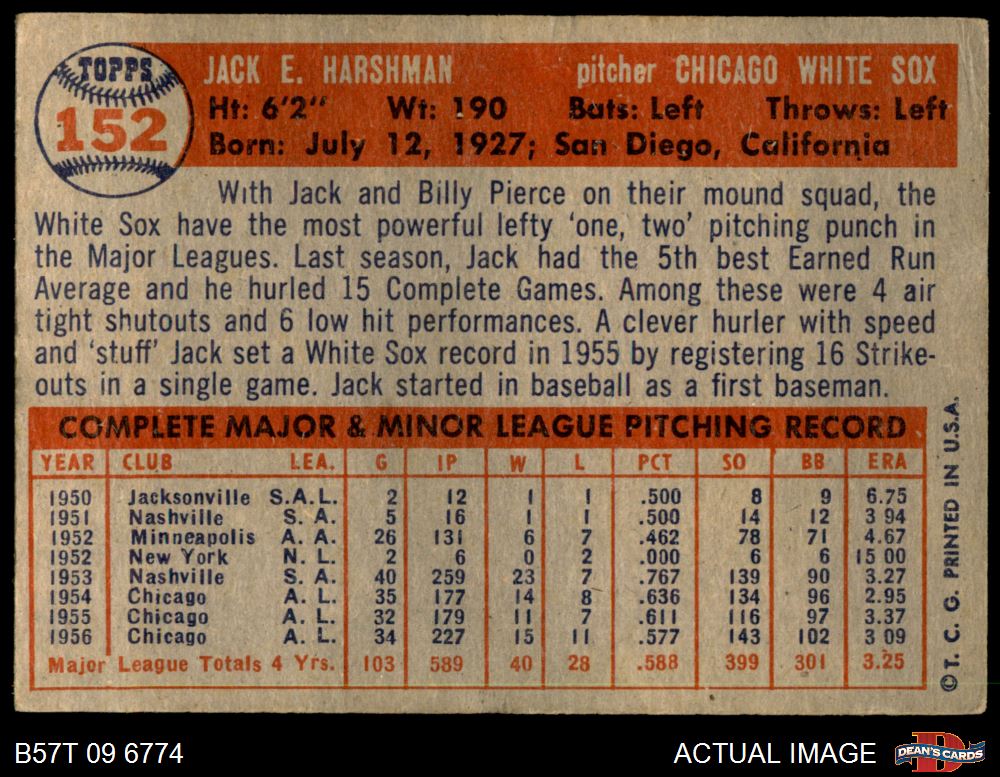 TOPPS
152
JACK E. HARSHMAN pitcher CHICAGO WHITE SOX
Ht: 6'2" Wt: 190 Bats: Left Throws: Left
Born: July 12, 1927; San Diego, California
With Jack and Billy Pierce on their mound squad, the
White Sox have the most powerful lefty 'one, two' pitching punch in
the Major Leagues. Last season, Jack had the 5th best Earned Run
Average and he hurled 15 Complete Games. Among these were 4 air
tight shutouts and 6 low hit performances. A clever hurler with speed
and 'stuff' Jack set a White Sox record in 1955 by registering 16 Strike-
outs in a single game. Jack started in baseball as a first baseman.
COMPLETE MAJOR & MINOR LEAGUE PITCHING RECORD
YEAR CLUB LEA. G IP W L PCT SO BB ERA
1950 Jacksonville S.A.L. 2 12 1 1 .500 8 9 6.75
1951 Nashville S. A. 5 16 1 1 .500 14 12 3 94
1952 Minneapolis A. A. 26 131 6 7 .462 78 71 4.67
1952 New York N. L. 2 6 0 2 .000 6 6 15 00
1953 Nashville S. A. 40 259 23 7 .767 139 90 3.27
1954 Chicago A. L. 35 177 14 8 .636 134 96 2.95
1955 Chicago A. L. 32 179 11 7 .611 116 97 3.37
1956 Chicago A. L. 34 227 15 11 .577 143 102 3 09
Major League Totals 4 Yrs. 103 589 40 28 .588 399 301 3.25
©T. C. G. PRINTED IN U.S.A.
B57T 09 6774 ACTUAL IMAGE DEAN'S CARDS